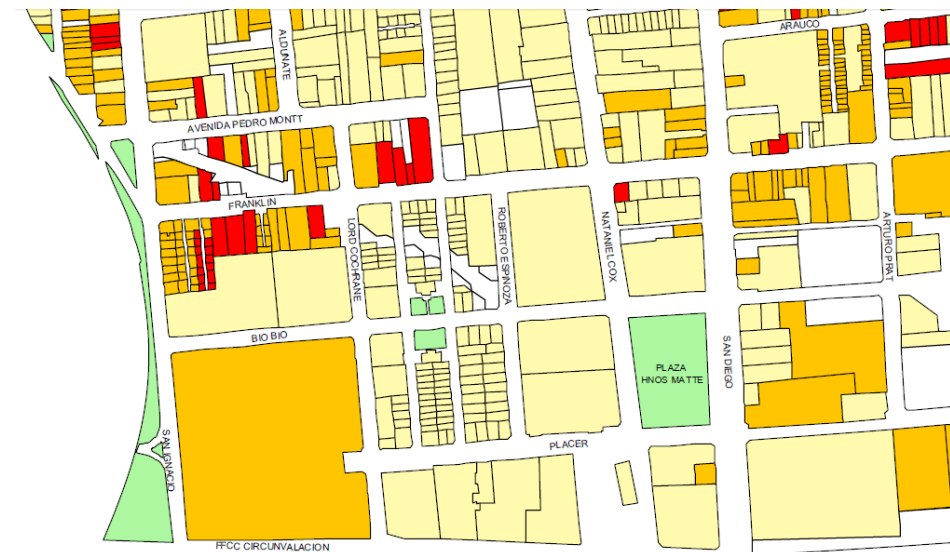 ARAUCO
ALDUNATE
AVENIDA PEDRO MONTT
FRANKLIN
LORD COCHRANE
ROBERTO ESPINOZA
NATANIEL COX
ARTURO PRAT
BIO BIO
SAN DIEGO
PLAZA
HNOS MATTE
SAN IGNACIO
PLACER
FFCC CIRCUNVALACION